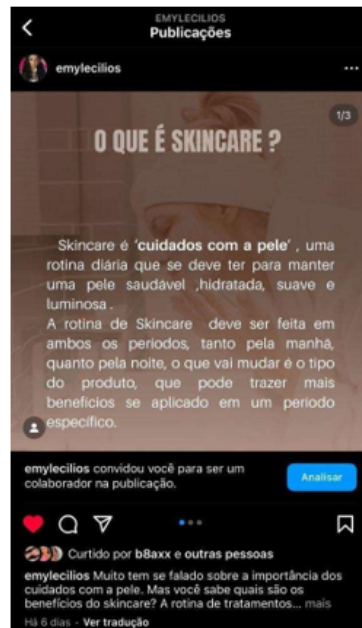 EMYLECILIOS
Publicações
emylecilios
1/3
O QUE É SKINCARE ?
Skincare é 'cuidados com a pele' , uma
rotina diária que se deve ter para manter
uma pele saudável ,hidratada, suave e
luminosa .
A rotina de Skincare deve ser feita em
ambos os periodos, tanto pela manhã,
quanto pela noite, o que vai mudar é o tipo
do produto, que pode trazer mais
benefícios se aplicado em um periodo
específico.
emylecilios convidou você para ser um
colaborador na publicação.
Analisar
Curtido por b8axx e outras pessoas
emylecilios Muito tem se falado sobre a importância dos
cuidados com a pele. Mas você sabe quais são os
benefícios do skincare? A rotina de tratamentos... mais
Há 6 dias · Ver tradução